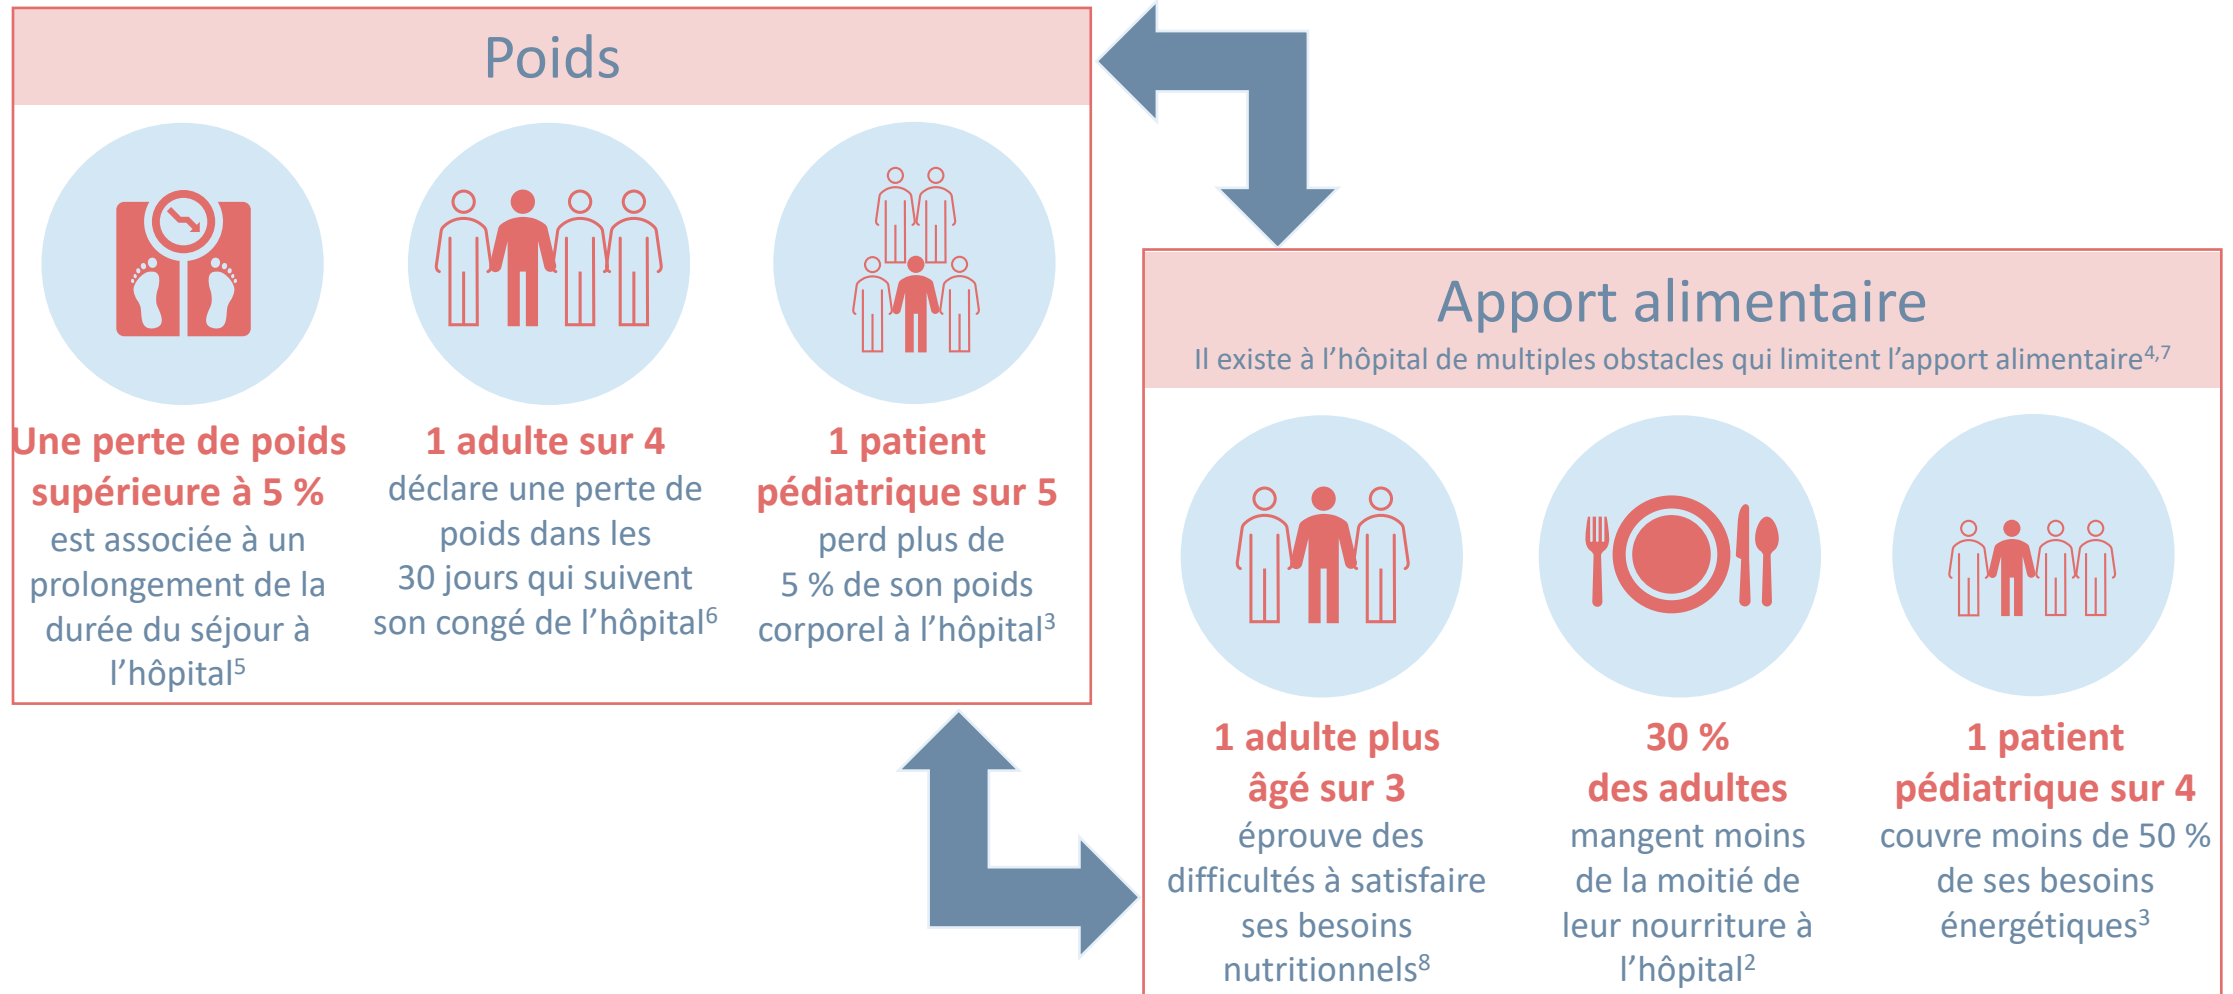 Poids
Une perte de poids
supérieure à 5 %
est associée à un
prolongement de la
durée du séjour à
l’hôpital⁵
1 adulte sur 4
déclare une perte de
poids dans les
30 jours qui suivent
son congé de l’hôpital⁶
1 patient
pédiatrique sur 5
perd plus de
5 % de son poids
corporel à l’hôpital³
Apport alimentaire
Il existe à l’hôpital de multiples obstacles qui limitent l’apport alimentaire⁴,⁷
1 adulte plus
âgé sur 3
éprouve des
difficultés à satisfaire
ses besoins
nutritionnels⁸
30 %
des adultes
mangent moins
de la moitié de
leur nourriture à
l’hôpital²
1 patient
pédiatrique sur 4
couvre moins de 50 %
de ses besoins
énergétiques³